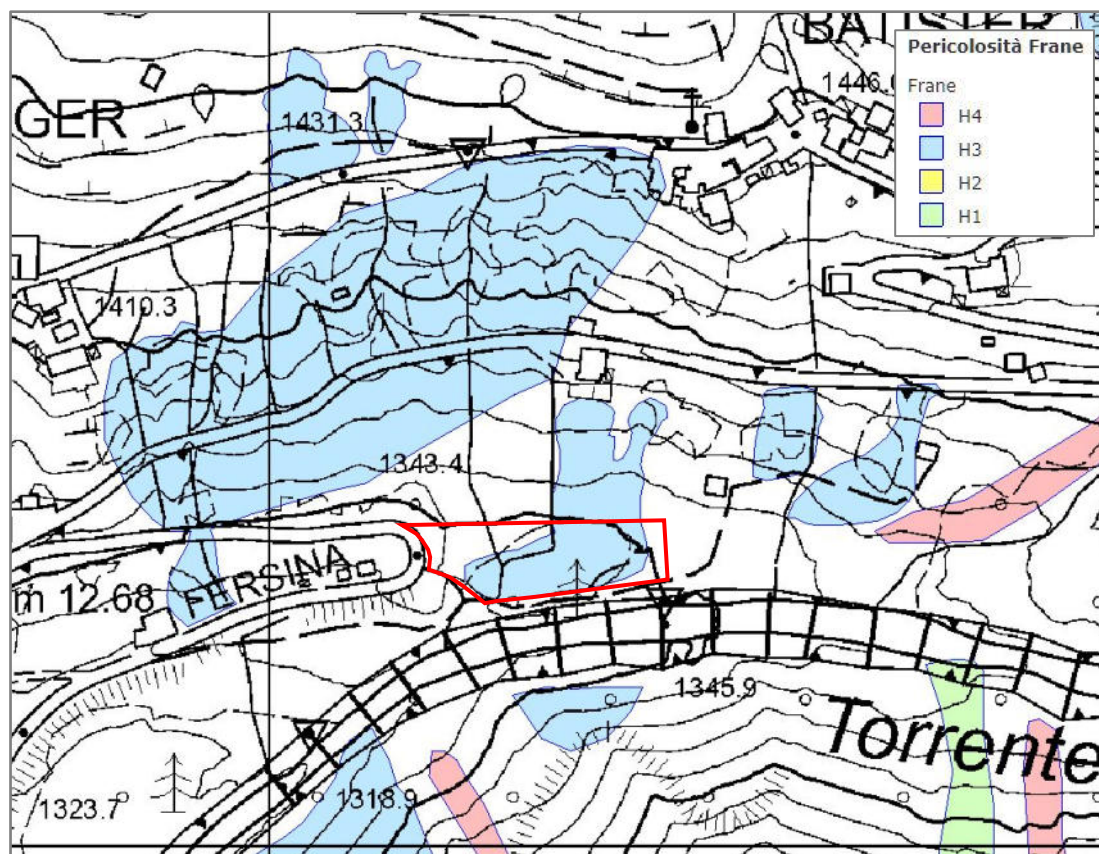 BATISTER
Pericolosità Frane
Frane
H4
H3
H2
H1
GER
1431.3
1446.
1410.3
1343.4
FERSINA
m 12.68
1345.9
Torrente
1318.9
1323.7